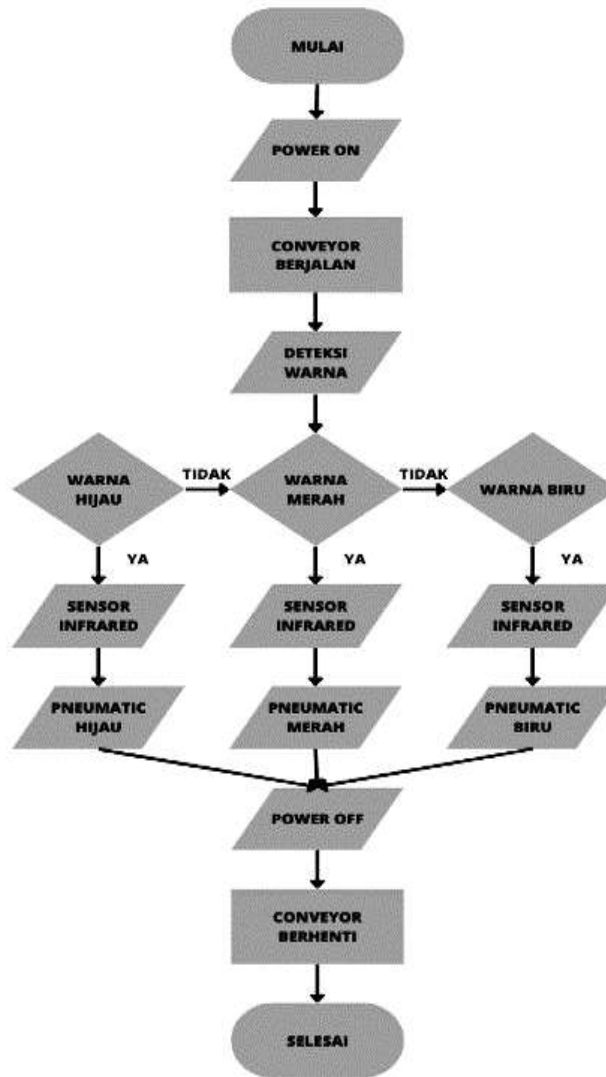 MULAI
POWER ON
CONVEYOR
BERJALAN
DETEKSI
WARNA
WARNA
HIJAU
TIDAK
WARNA
MERAH
TIDAK
WARNA BIRU
YA
YA
YA
SENSOR
INFRARED
SENSOR
INFRARED
SENSOR
INFRARED
PNEUMATIC
HIJAU
PNEUMATIC
MERAH
PNEUMATIC
BIRU
POWER OFF
CONVEYOR
BERHENTI
SELESAI